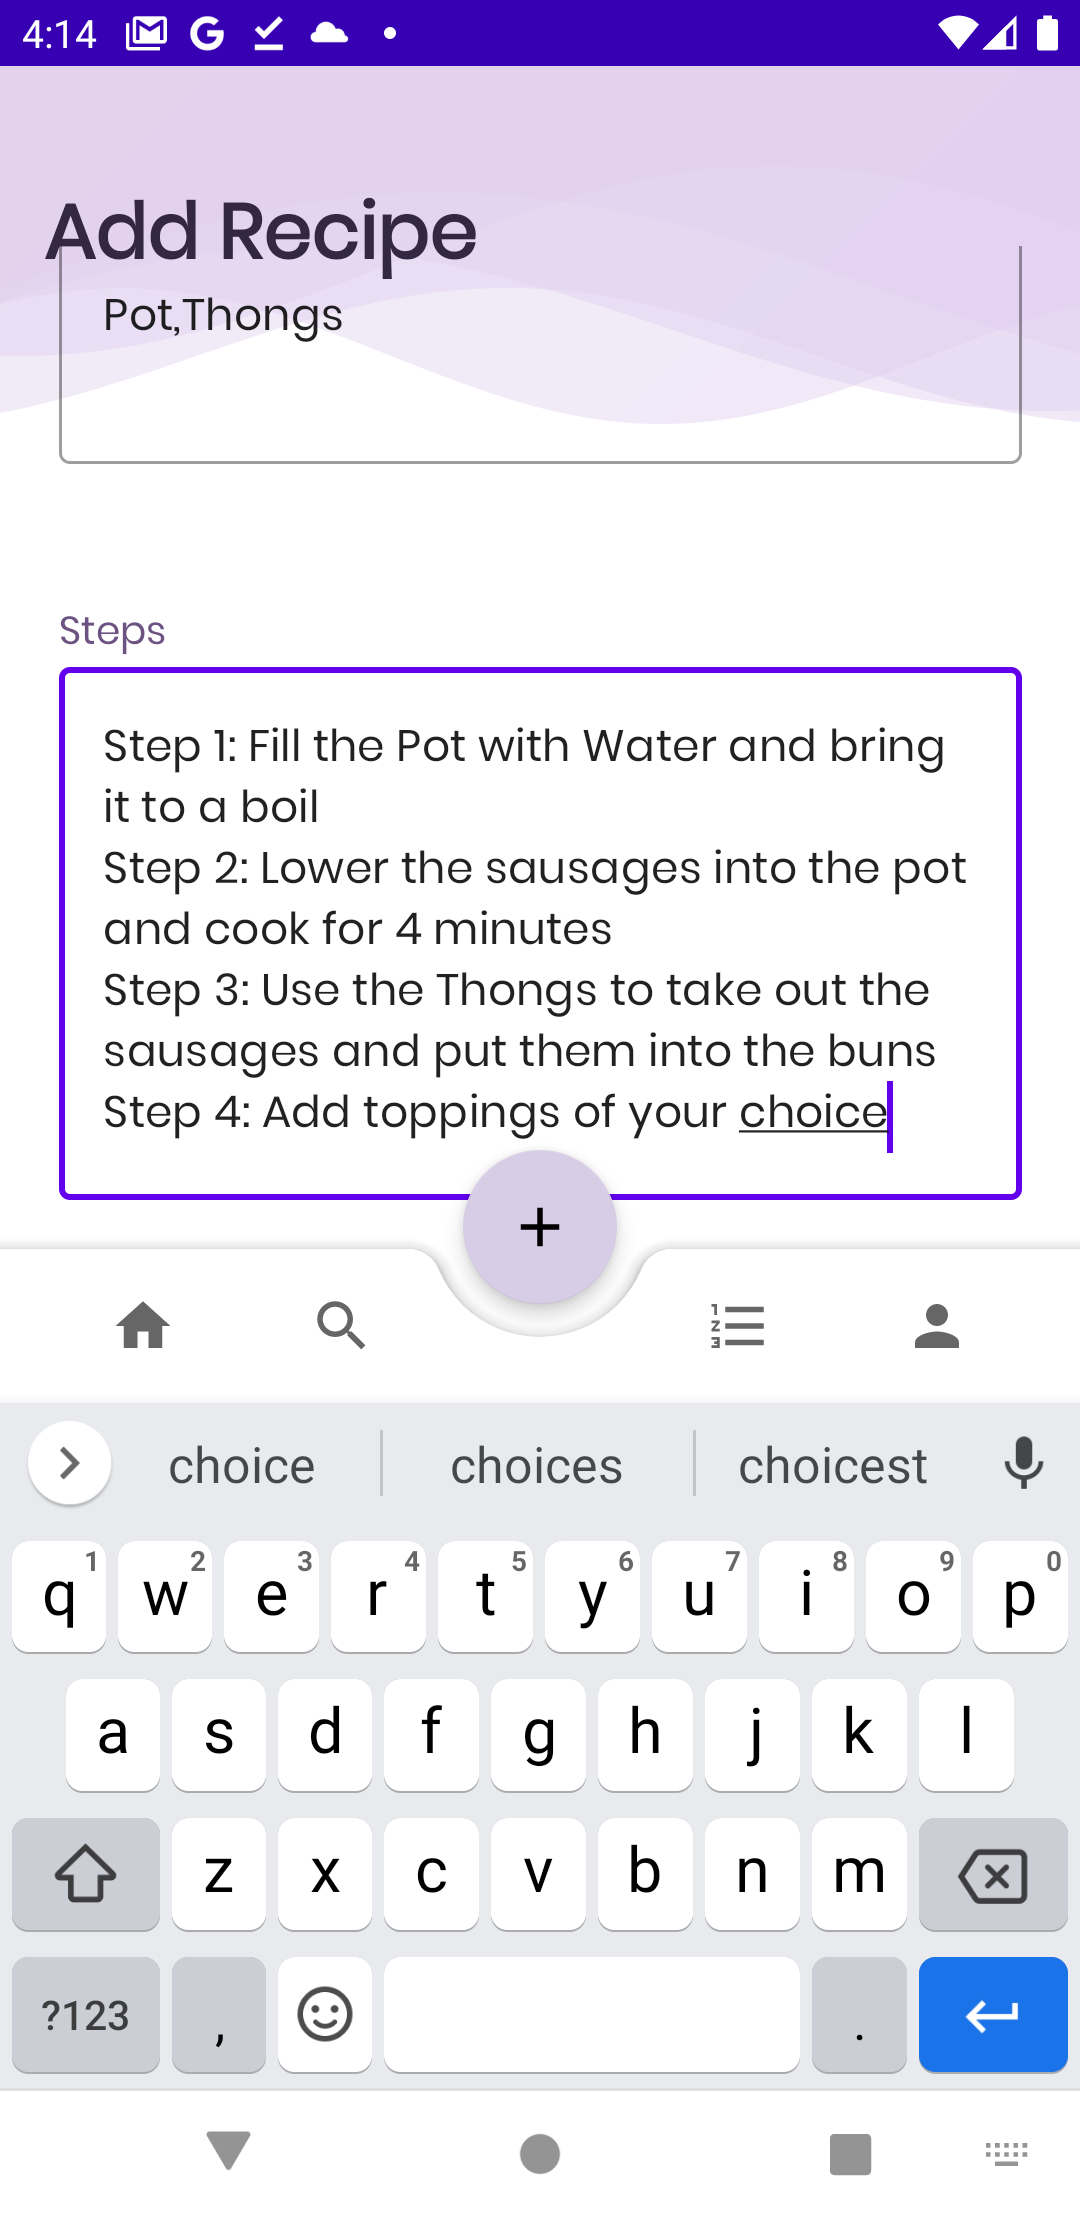 4:14
Add Recipe
Pot,Thongs
Steps
Step 1: Fill the Pot with Water and bring
it to a boil
Step 2: Lower the sausages into the pot
and cook for 4 minutes
Step 3: Use the Thongs to take out the
sausages and put them into the buns
Step 4: Add toppings of your choice
choice choices choicest
q 1 w 2 e 3 r 4 t 5 y 6 u 7 i 8 o 9 p 0
a s d f g h j k l
z x c v b n m
?123 , .